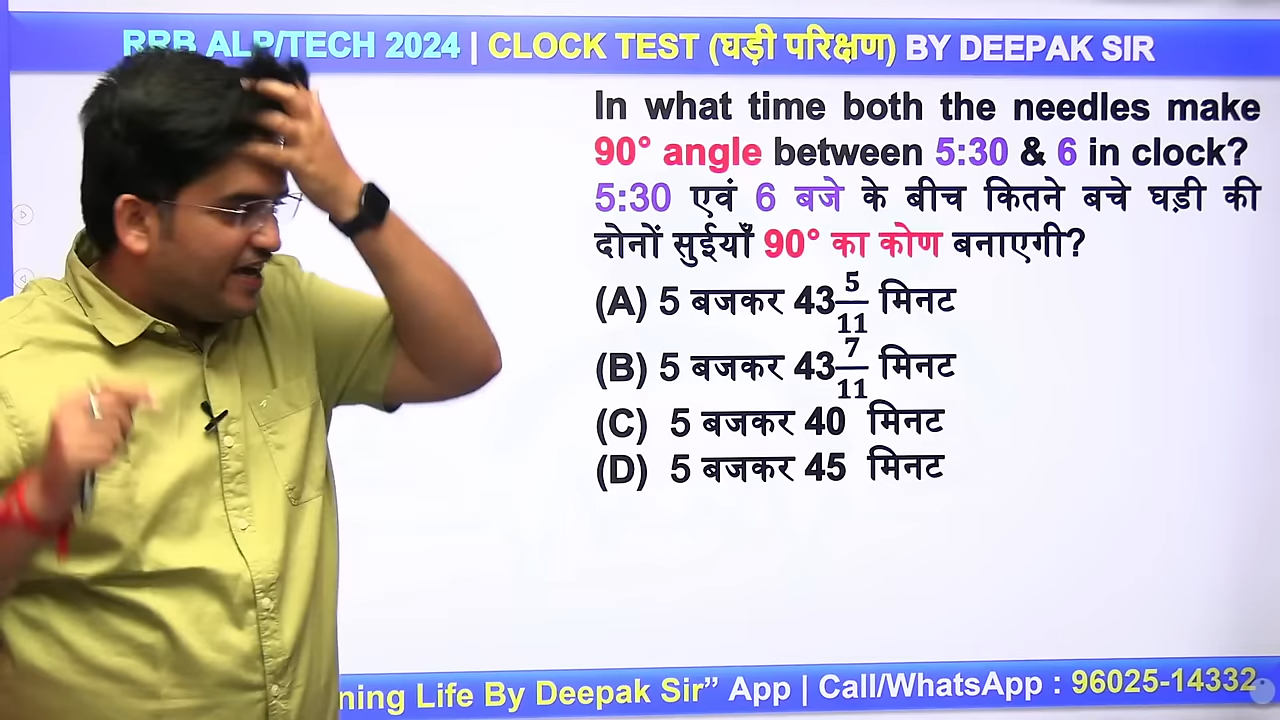 RRB ALP/TECH 2024 | CLOCK TEST (घड़ी परिक्षण) BY DEEPAK SIR
In what time both the needles make
90° angle between 5:30 & 6 in clock?
5:30 एवं 6 बजे के बीच कितने बचे घड़ी की
दोनों सुईयाँ 90° का कोण बनाएगी?
(A) 5 बजकर 43 5/11 मिनट
(B) 5 बजकर 43 7/11 मिनट
(C) 5 बजकर 40 मिनट
(D) 5 बजकर 45 मिनट
ning Life By Deepak Sir” App | Call/WhatsApp : 96025-14332